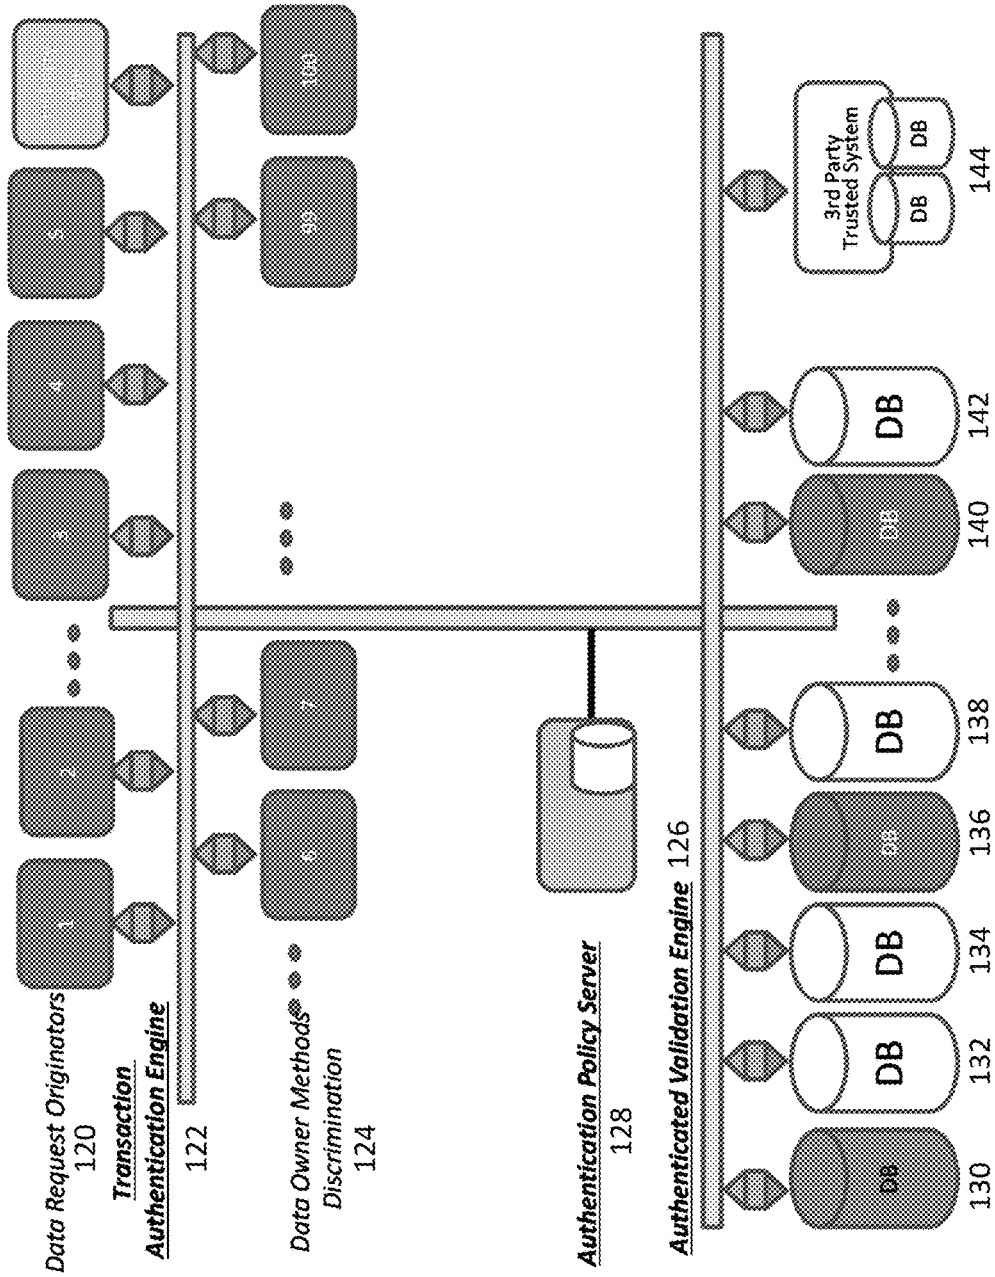 Data Request Originators
120
1
2
3
4
5
Transaction
Authentication Engine
122
Data Owner Methods
Discrimination
124
6
7
99
100
Authentication Policy Server
128
Authenticated Validation Engine 126
DB
130
DB
132
DB
134
DB
136
DB
138
DB
140
DB
142
3rd Party
Trusted System
DB
DB
144